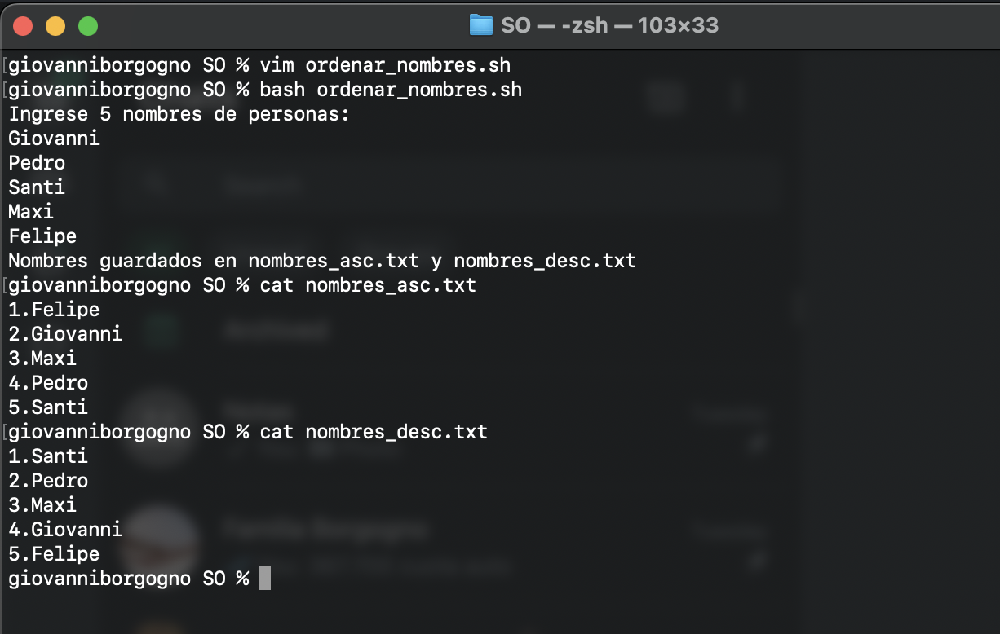 SO — -zsh — 103×33
giovanniborgogno SO % vim ordenar_nombres.sh
giovanniborgogno SO % bash ordenar_nombres.sh
Ingrese 5 nombres de personas:
Giovanni
Pedro
Santi
Maxi
Felipe
Nombres guardados en nombres_asc.txt y nombres_desc.txt
giovanniborgogno SO % cat nombres_asc.txt
1.Felipe
2.Giovanni
3.Maxi
4.Pedro
5.Santi
giovanniborgogno SO % cat nombres_desc.txt
1.Santi
2.Pedro
3.Maxi
4.Giovanni
5.Felipe
giovanniborgogno SO %